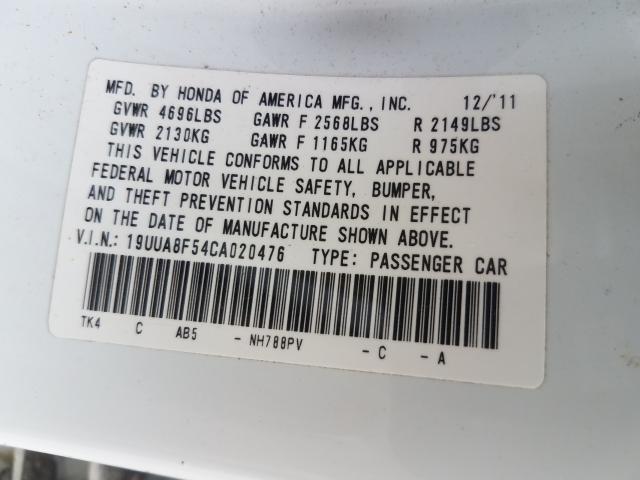 MFD. BY HONDA OF AMERICA MFG., INC. 12/'11
GVWR 4696LBS GAWR F 2568LBS R 2149LBS
GVWR 2130KG GAWR F 1165KG R 975KG
THIS VEHICLE CONFORMS TO ALL APPLICABLE
FEDERAL MOTOR VEHICLE SAFETY, BUMPER,
AND THEFT PREVENTION STANDARDS IN EFFECT
ON THE DATE OF MANUFACTURE SHOWN ABOVE.
V.I.N.: 19UUA8F54CA020476 TYPE: PASSENGER CAR
TK4 C AB5 - NH788PV - C - A